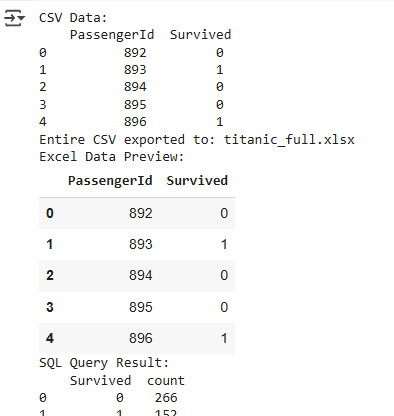 CSV Data:
PassengerId Survived
0 892 0
1 893 1
2 894 0
3 895 0
4 896 1
Entire CSV exported to: titanic_full.xlsx
Excel Data Preview:
PassengerId Survived
0 892 0
1 893 1
2 894 0
3 895 0
4 896 1
SQL Query Result:
Survived count
0 0 266
1 1 152